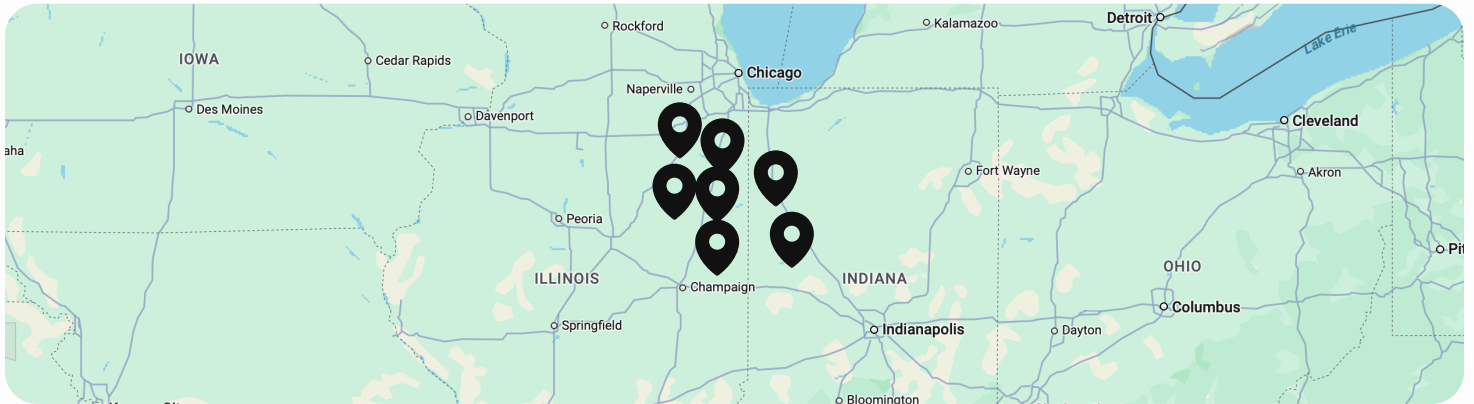 Rockford
Kalamazoo
Detroit
Lake Erie
IOWA
Cedar Rapids
Chicago
Naperville
Des Moines
Davenport
Cleveland
aha
Fort Wayne
Akron
Peoria
Pit
ILLINOIS
INDIANA
OHIO
Champaign
Columbus
Springfield
Indianapolis
Dayton
Bloomington